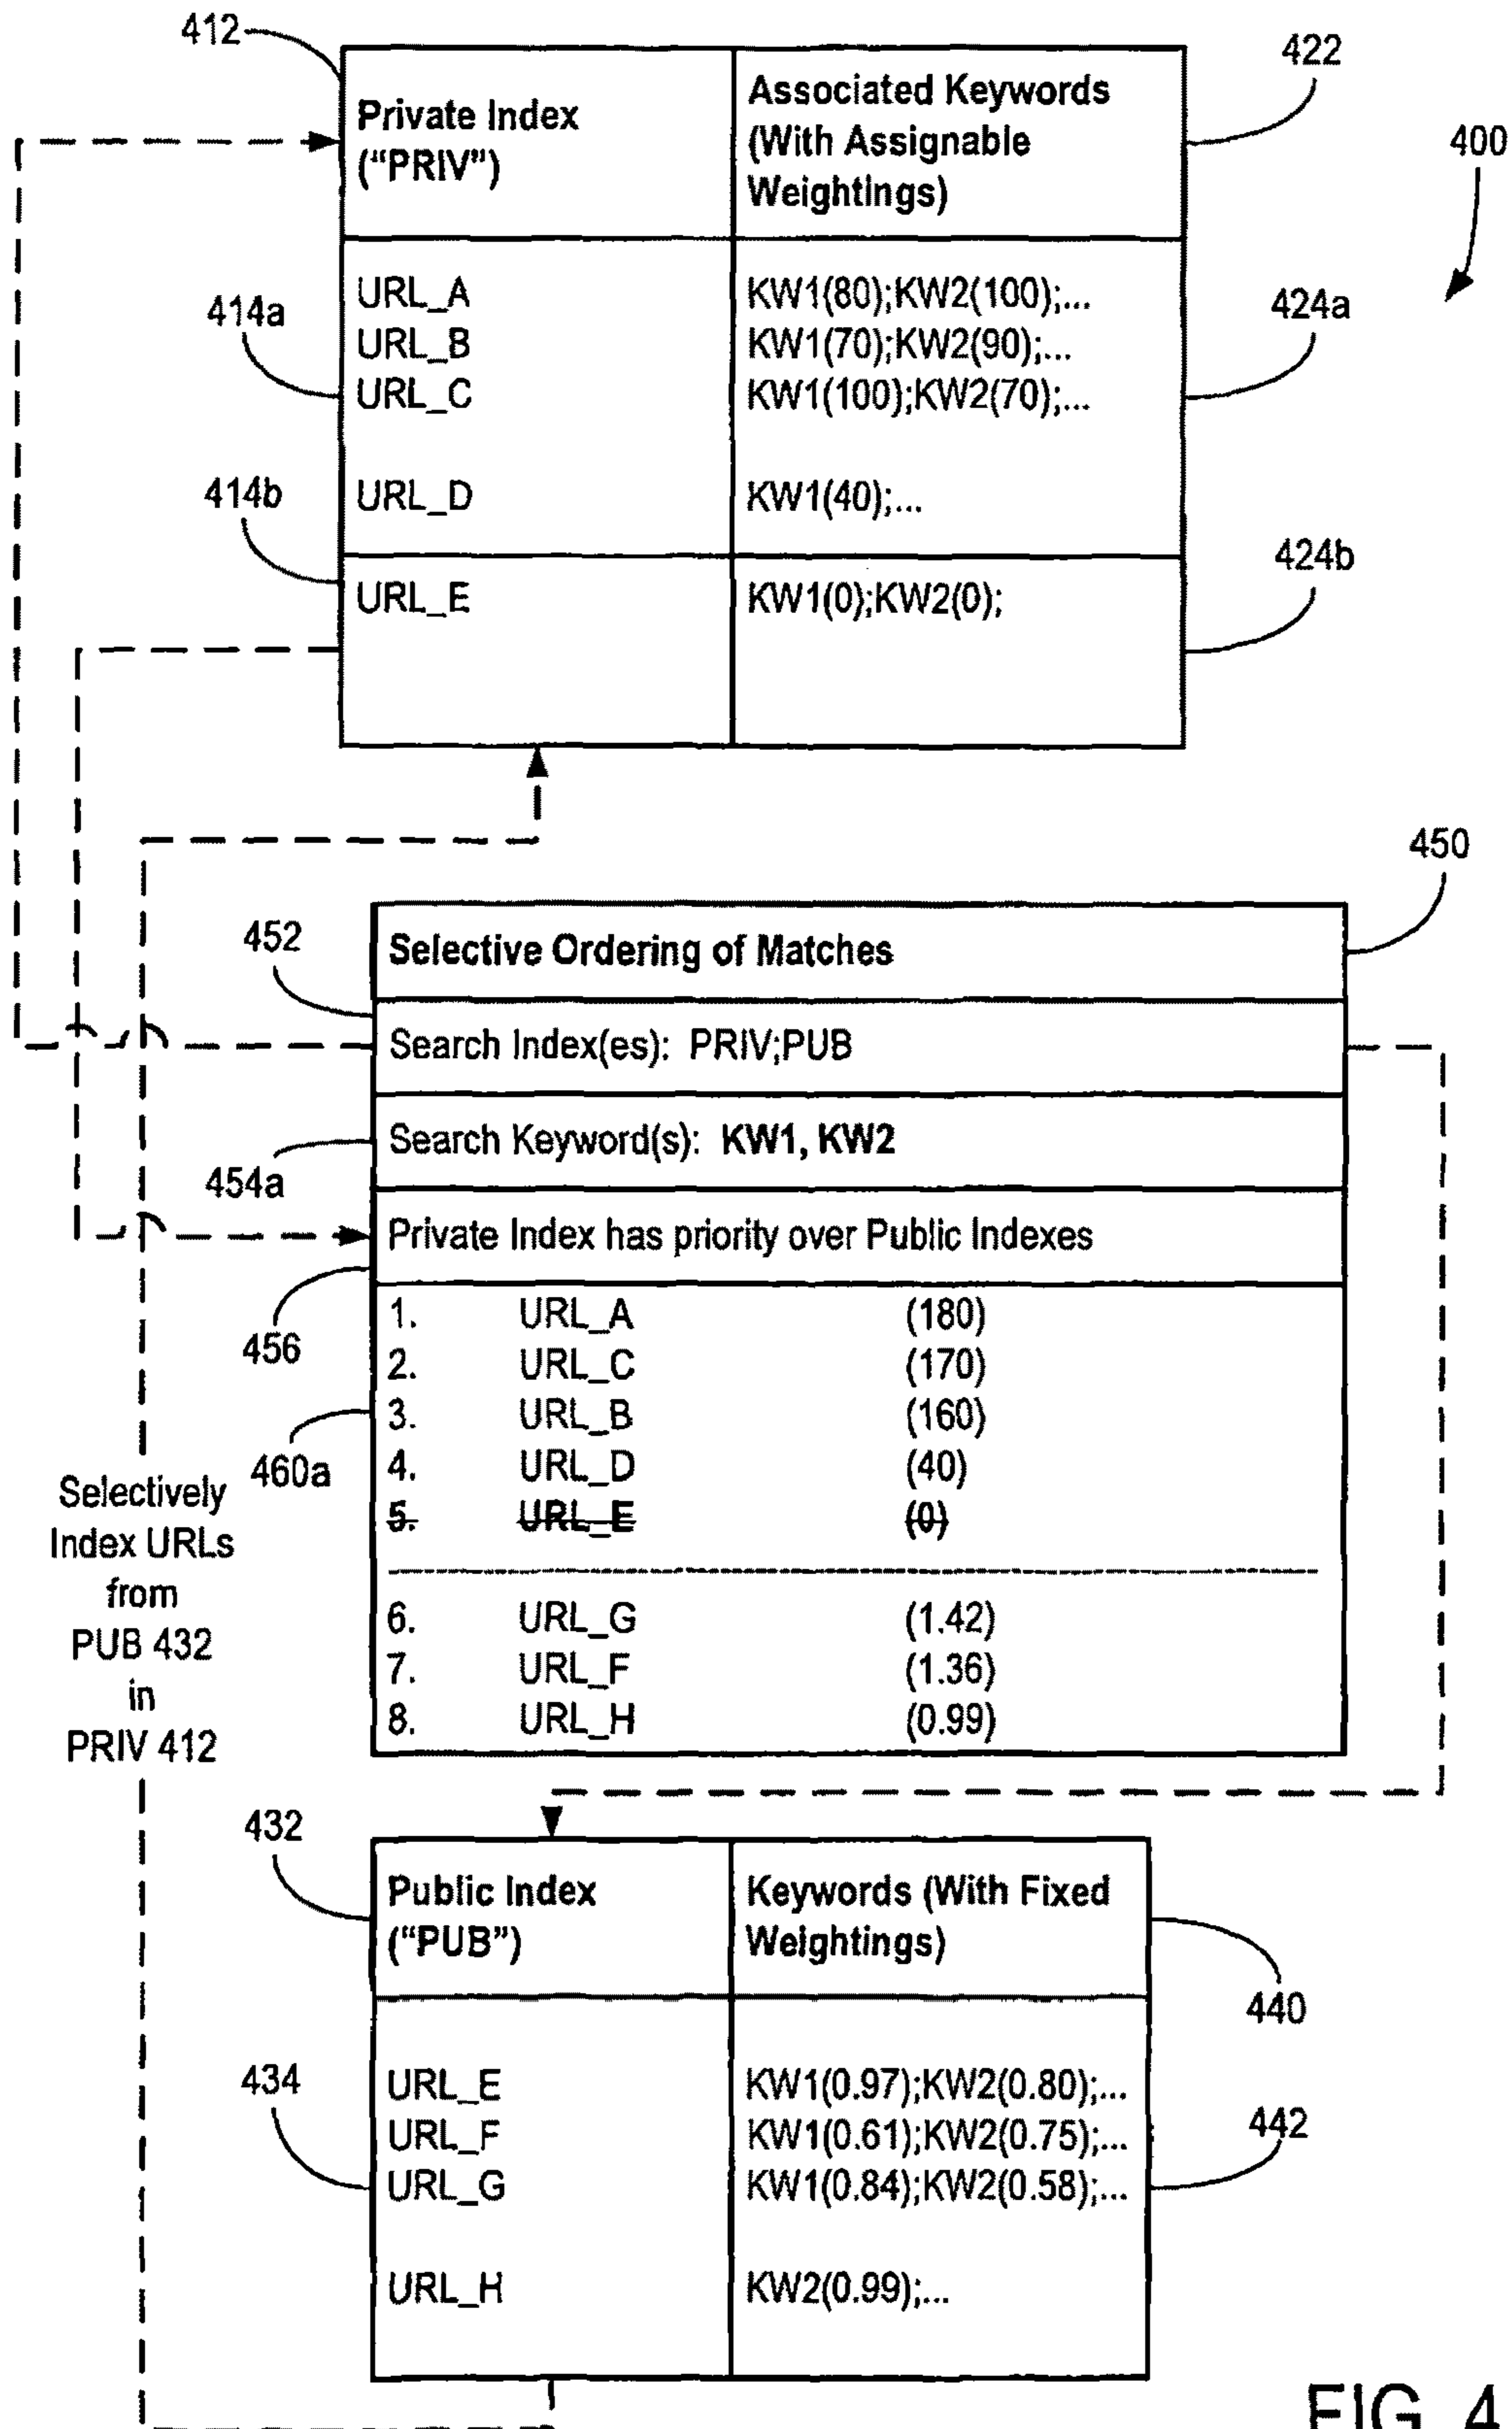 412
422
400
Private Index
("PRIV")
Associated Keywords
(With Assignable
Weightings)
414a
424a
URL_A KW1(80);KW2(100);...
URL_B KW1(70);KW2(90);...
URL_C KW1(100);KW2(70);...
414b
URL_D KW1(40);...
424b
URL_E KW1(0);KW2(0);
450
452
Selective Ordering of Matches
Search Index(es): PRIV;PUB
454a
Search Keyword(s): KW1, KW2
Private Index has priority over Public Indexes
456
460a
1. URL_A (180)
2. URL_C (170)
3. URL_B (160)
4. URL_D (40)
5. URL_E (0)
6. URL_G (1.42)
7. URL_F (1.36)
8. URL_H (0.99)
Selectively
Index URLs
from
PUB 432
in
PRIV 412
432
Public Index
("PUB")
Keywords (With Fixed
Weightings)
440
434
442
URL_E KW1(0.97);KW2(0.80);...
URL_F KW1(0.61);KW2(0.75);...
URL_G KW1(0.84);KW2(0.58);...
URL_H KW2(0.99);...
FIG. 4